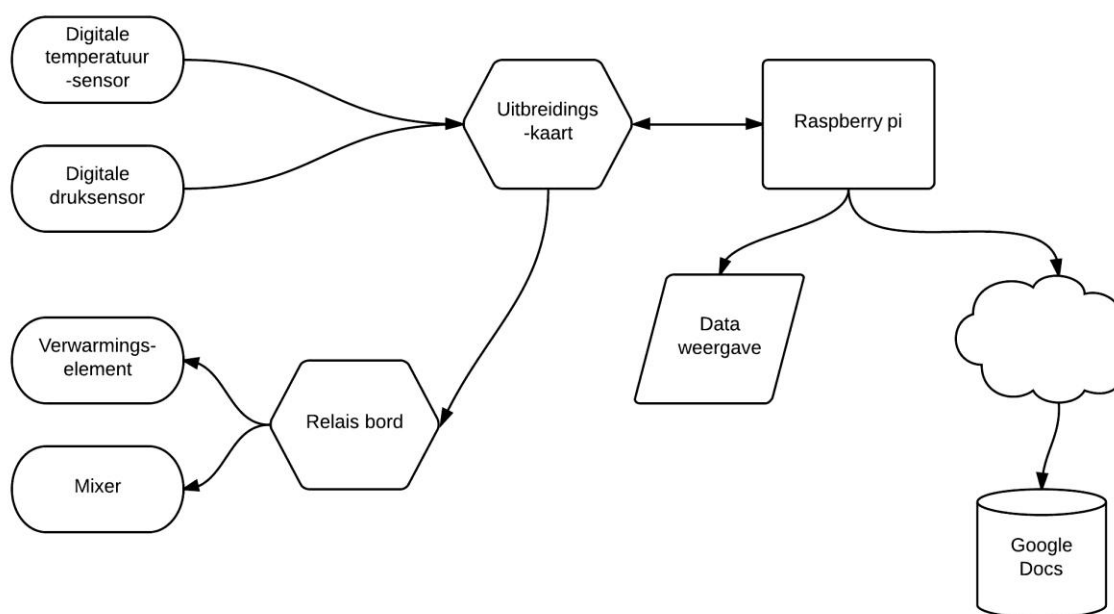 Digitale
temperatuur
-sensor
Uitbreidings
-kaart
Raspberry pi
Digitale
druksensor
Data
weergave
Verwarmings-
element
Relais bord
Mixer
Google
Docs